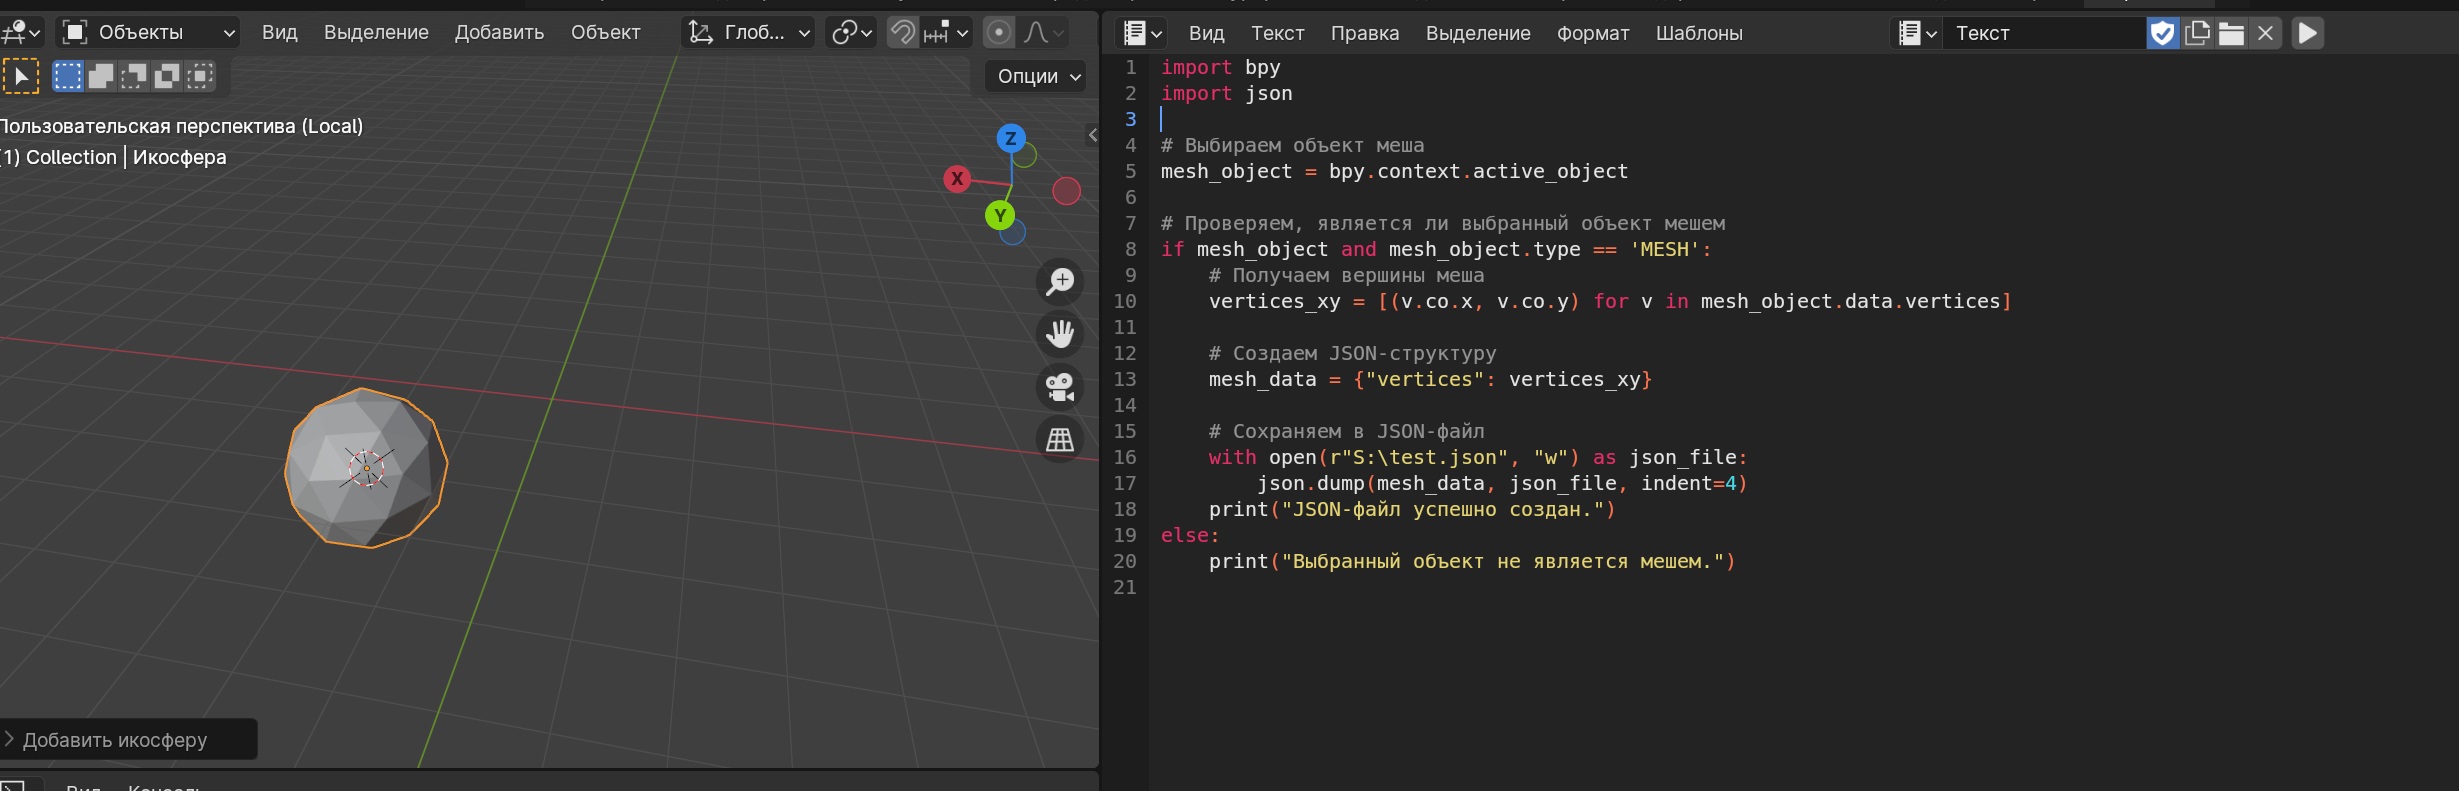 Объекты Вид Выделение Добавить Объект Глоб...
Опции
Пользовательская перспектива (Local)
(1) Collection | Икосфера
Z
X
Y
Добавить икосферу
Вид Текст Правка Выделение Формат Шаблоны Текст
1 import bpy
2 import json
3
4 # Выбираем объект меша
5 mesh_object = bpy.context.active_object
6
7 # Проверяем, является ли выбранный объект мешем
8 if mesh_object and mesh_object.type == 'MESH':
9     # Получаем вершины меша
10     vertices_xy = [(v.co.x, v.co.y) for v in mesh_object.data.vertices]
11
12     # Создаем JSON-структуру
13     mesh_data = {"vertices": vertices_xy}
14
15     # Сохраняем в JSON-файл
16     with open(r"S:\test.json", "w") as json_file:
17         json.dump(mesh_data, json_file, indent=4)
18     print("JSON-файл успешно создан.")
19 else:
20     print("Выбранный объект не является мешем.")
21